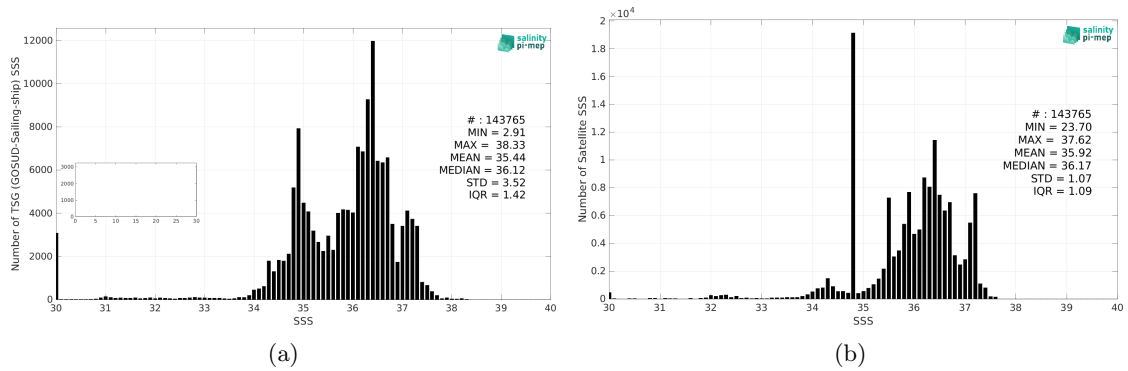 Number of TSG (GOSUD-Sailing-ship) SSS
12000
10000
8000
6000
4000
2000
0
3000
2000
1000
0
0 5 10 15 20 25 30
salinity
pi-mep
# : 143765
MIN = 2.91
MAX = 38.33
MEAN = 35.44
MEDIAN = 36.12
STD = 3.52
IQR = 1.42
30 31 32 33 34 35 36 37 38 39 40
SSS
(a)
Number of Satellite SSS
×10⁴
2
1.8
1.6
1.4
1.2
1
0.8
0.6
0.4
0.2
0
salinity
pi-mep
# : 143765
MIN = 23.70
MAX = 37.62
MEAN = 35.92
MEDIAN = 36.17
STD = 1.07
IQR = 1.09
30 31 32 33 34 35 36 37 38 39 40
SSS
(b)